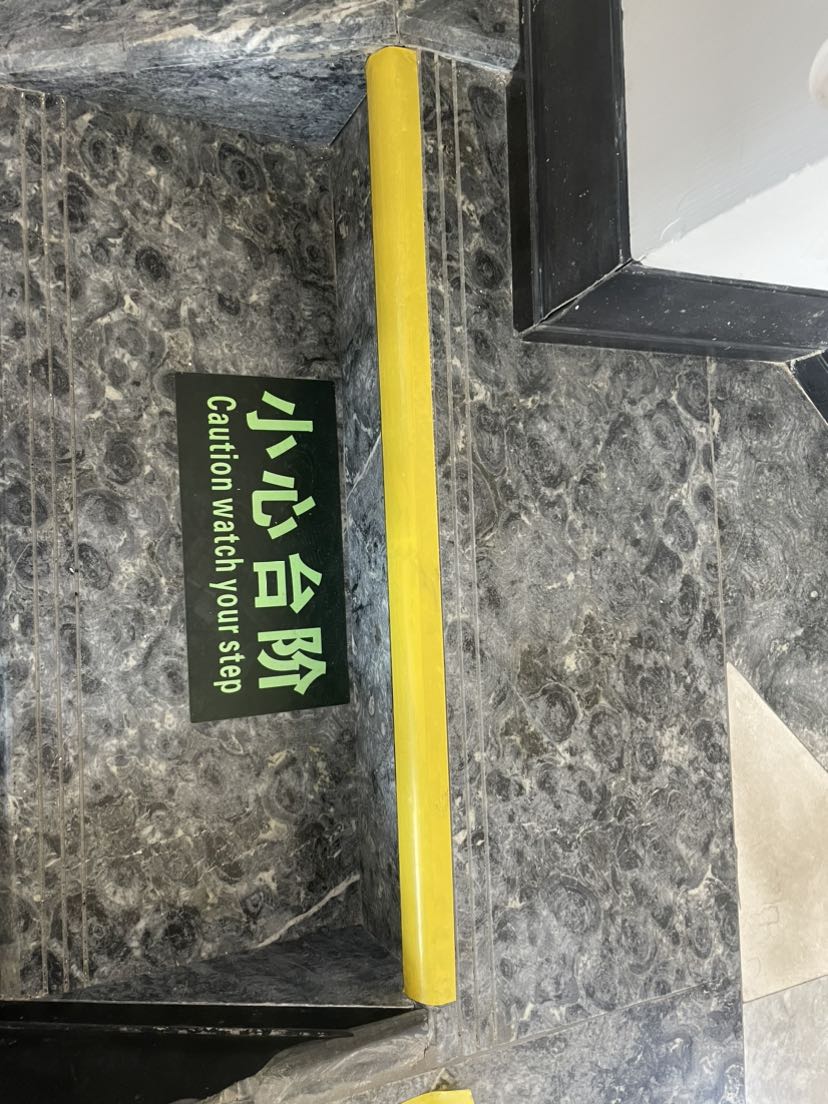 小心台阶
Caution watch your step